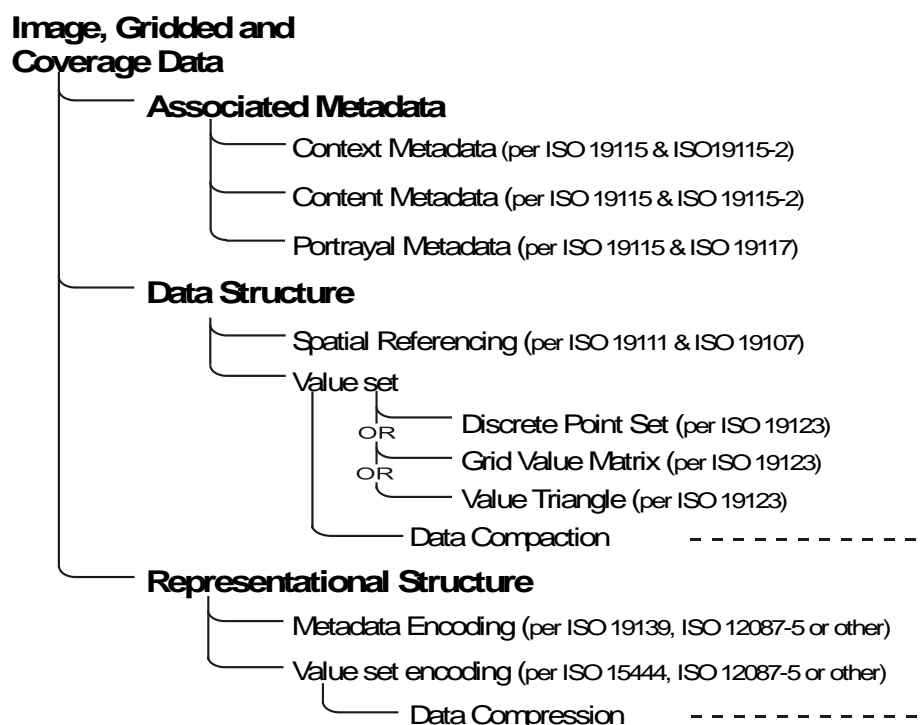 Image, Gridded and
Coverage Data
Associated Metadata
Context Metadata (per ISO 19115 & ISO19115-2)
Content Metadata (per ISO 19115 & ISO 19115-2)
Portrayal Metadata (per ISO 19115 & ISO 19117)
Data Structure
Spatial Referencing (per ISO 19111 & ISO 19107)
Value set
Discrete Point Set (per ISO 19123)
OR
Grid Value Matrix (per ISO 19123)
OR
Value Triangle (per ISO 19123)
Data Compaction
Representational Structure
Metadata Encoding (per ISO 19139, ISO 12087-5 or other)
Value set encoding (per ISO 15444, ISO 12087-5 or other)
Data Compression